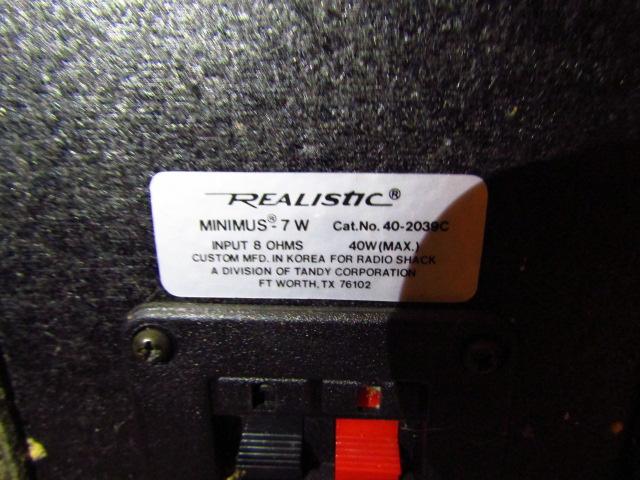 REALISTIC®
MINIMUS®-7W Cat.No. 40-2039C
INPUT 8 OHMS 40W(MAX.)
CUSTOM MFD. IN KOREA FOR RADIO SHACK
A DIVISION OF TANDY CORPORATION
FT WORTH, TX 76102